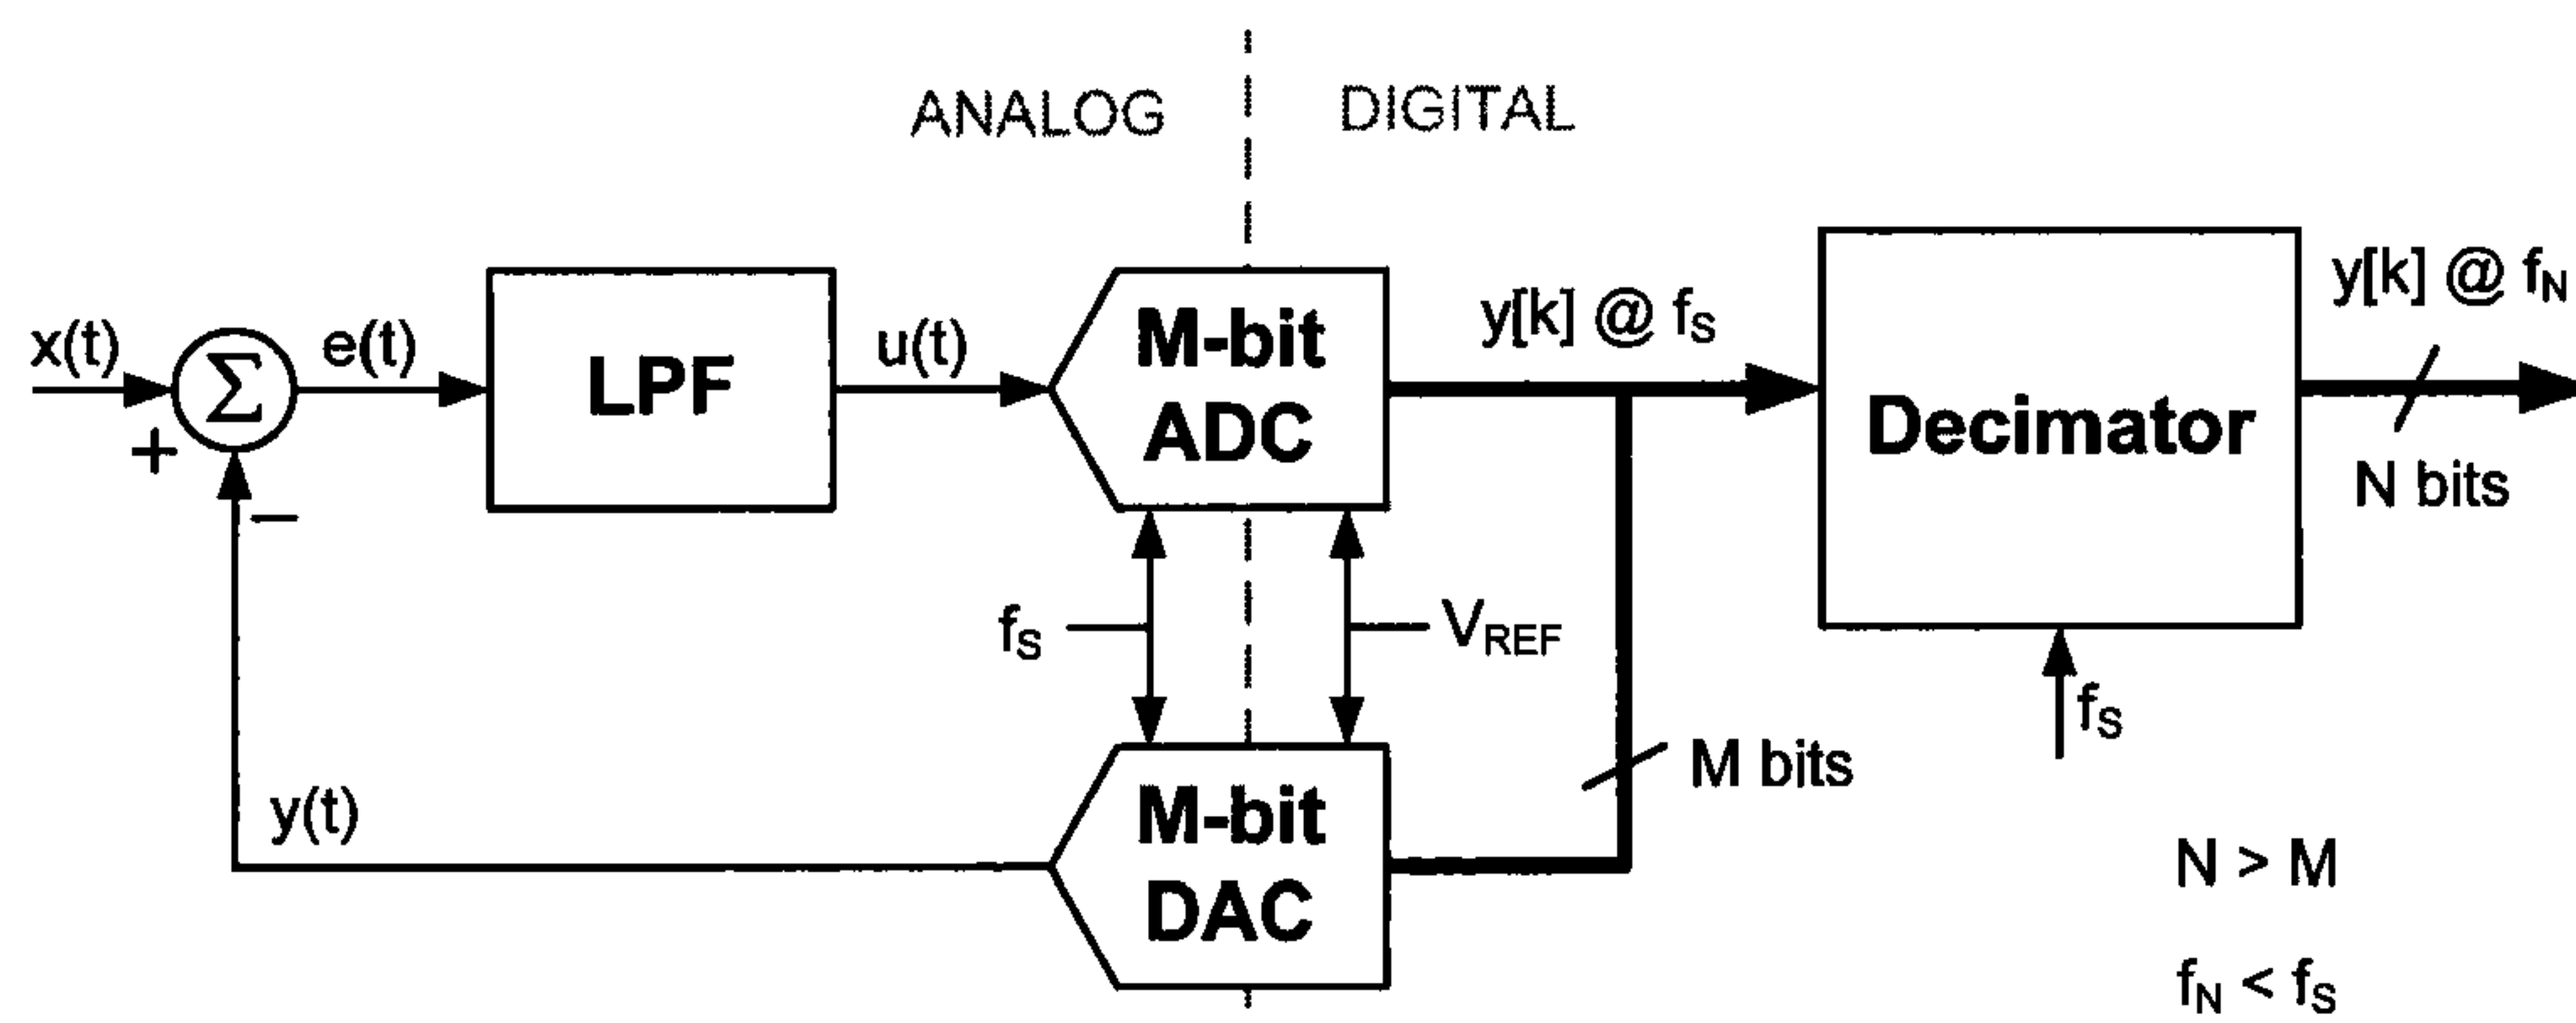 ANALOG
DIGITAL
x(t)
Σ
+
−
e(t)
LPF
u(t)
M-bit
ADC
y[k] @ fS
Decimator
y[k] @ fN
N bits
fS
VREF
fS
M bits
y(t)
M-bit
DAC
N > M
fN < fS